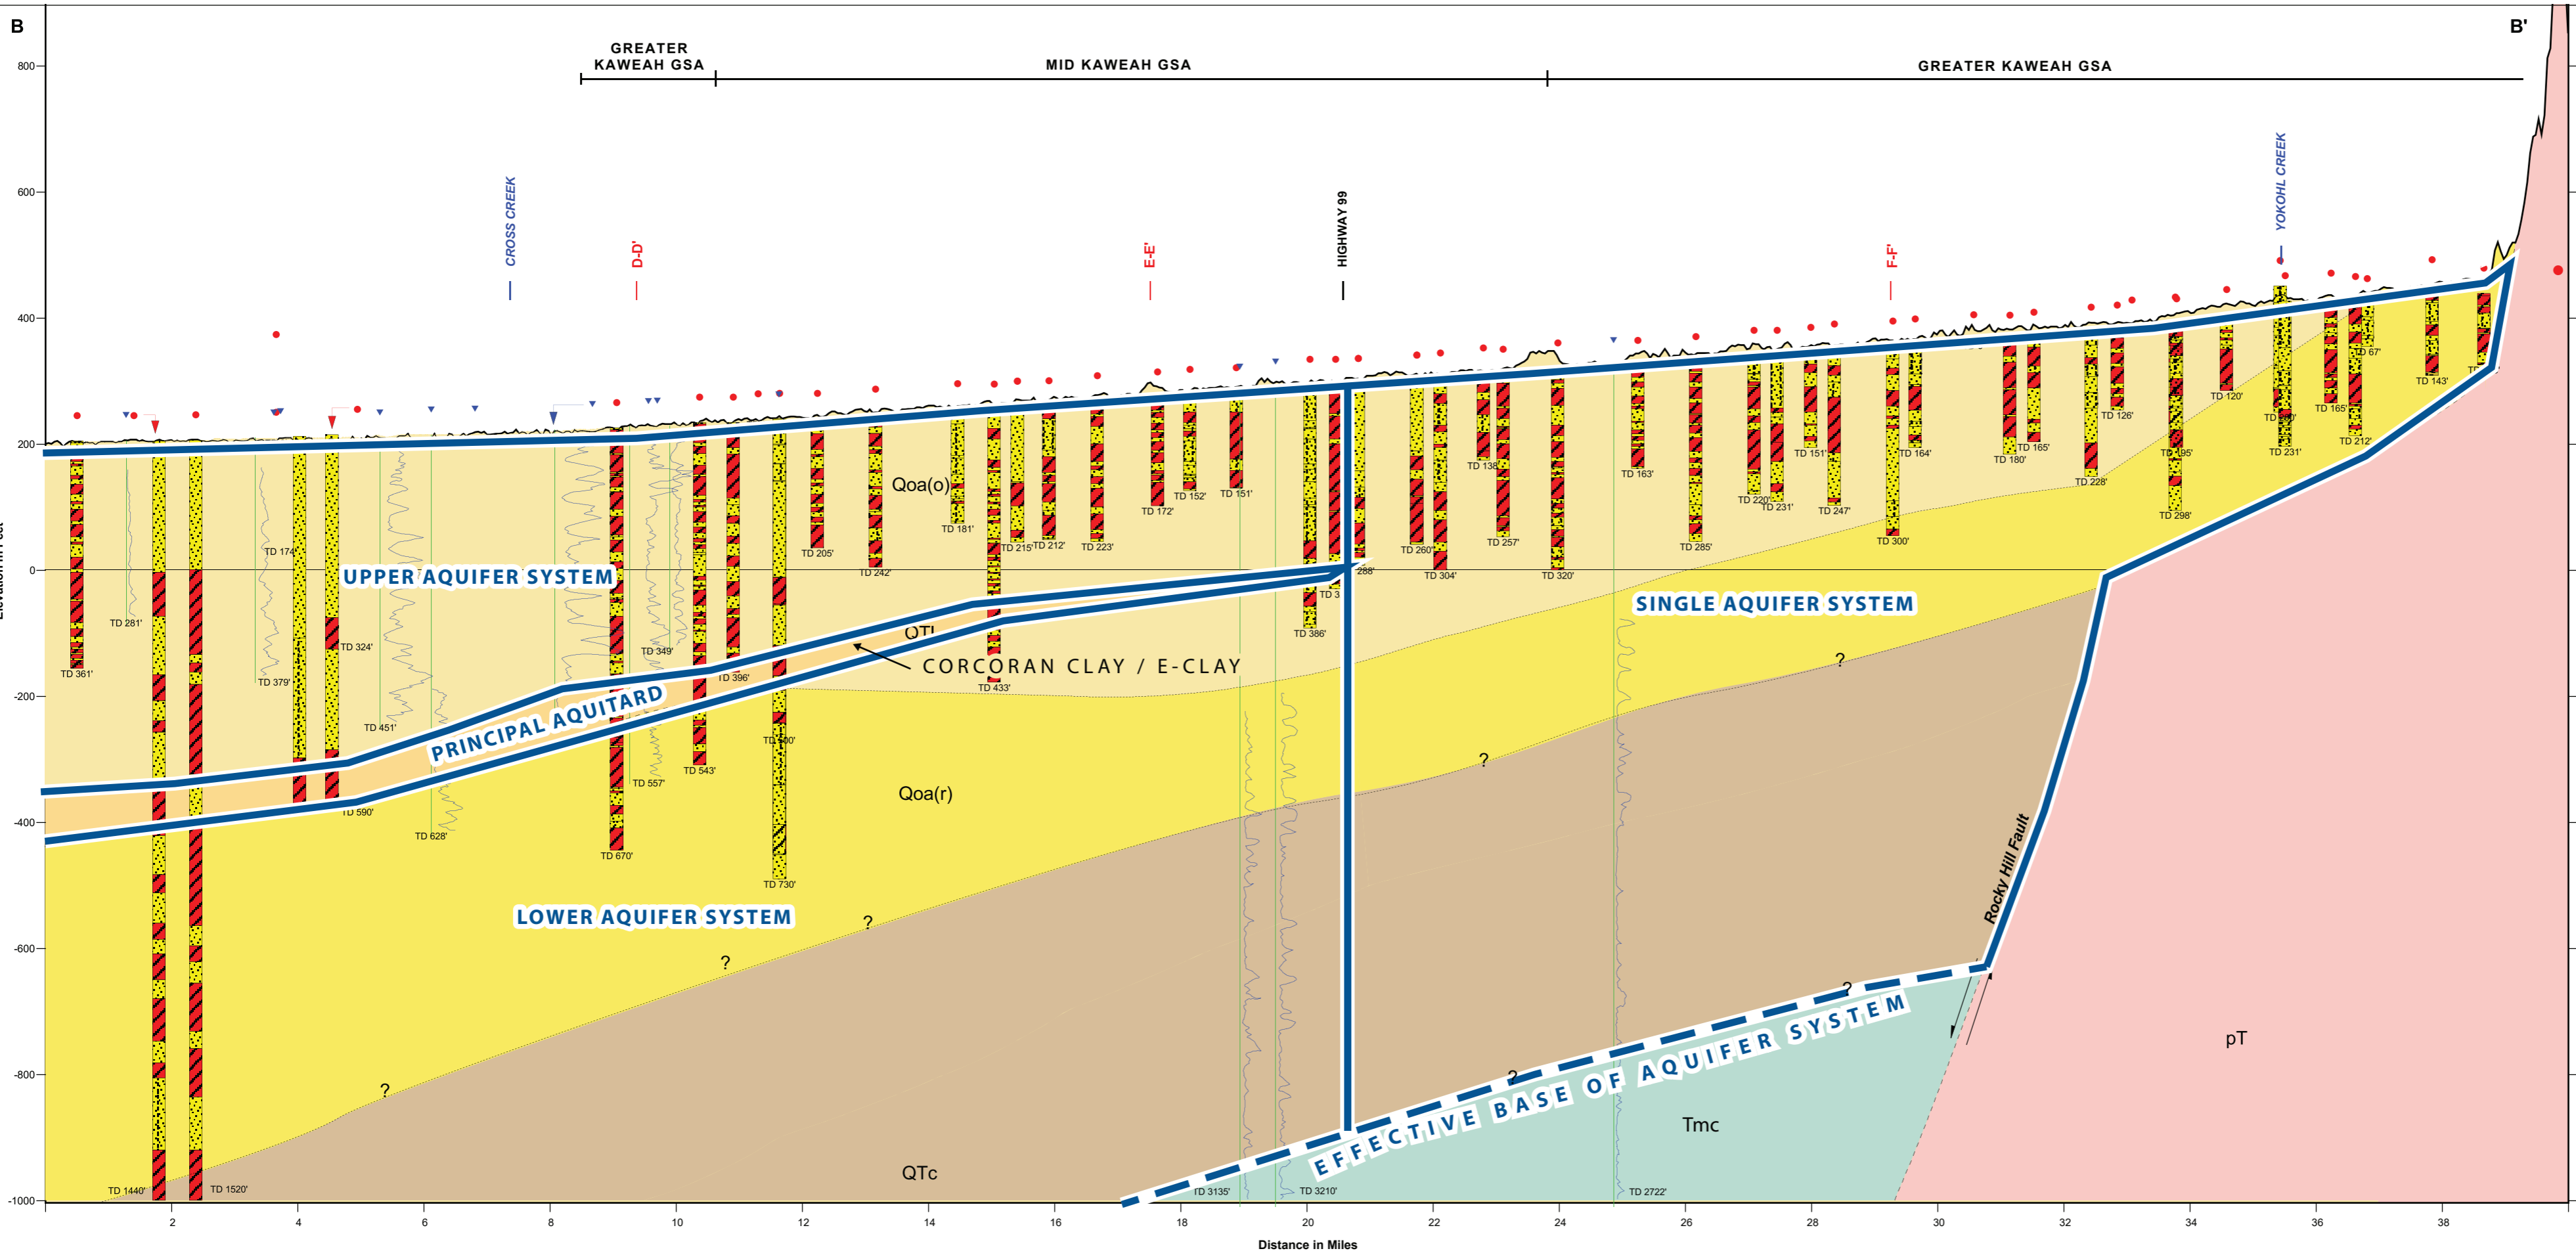 B
B'
GREATER
KAWEAH GSA
MID KAWEAH GSA
GREATER KAWEAH GSA
800
600
400
200
0
-200
-400
-600
-800
-1000
CROSS CREEK
D-D'
E-E'
HIGHWAY 99
F-F'
YOKOHL CREEK
Qoa(o)
UPPER AQUIFER SYSTEM
SINGLE AQUIFER SYSTEM
CORCORAN CLAY / E-CLAY
PRINCIPAL AQUITARD
Qoa(r)
LOWER AQUIFER SYSTEM
Rocky Hill Fault
EFFECTIVE BASE OF AQUIFER SYSTEM
QTc
Tmc
pT
TD 361'
TD 281'
TD 1440'
TD 1520'
TD 174'
TD 379'
TD 324'
TD 590'
TD 451'
TD 628'
TD 670'
TD 349'
TD 557'
TD 543'
TD 396'
TD 730'
TD 205'
TD 242'
TD 181'
TD 433'
TD 215'
TD 212'
TD 223'
TD 172'
TD 152'
TD 151'
TD 3135'
TD 3210'
TD 386'
288'
TD 260'
TD 304'
TD 138'
TD 257'
TD 320'
TD 2722'
TD 163'
TD 285'
TD 220'
TD 231'
TD 151'
TD 247'
TD 300'
TD 164'
TD 180'
TD 165'
TD 228'
TD 126'
TD 195'
TD 298'
TD 120'
TD 231'
TD 165'
TD 212'
TD 67'
TD 143'
?
?
?
?
?
?
?
?
2
4
6
8
10
12
14
16
18
20
22
24
26
28
30
32
34
36
38
Distance in Miles